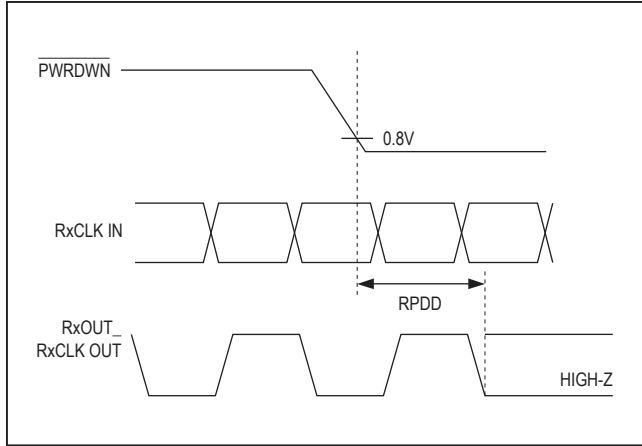 PWRDWN
0.8V
RxCLK IN
RPDD
RxOUT_
RxCLK OUT
HIGH-Z